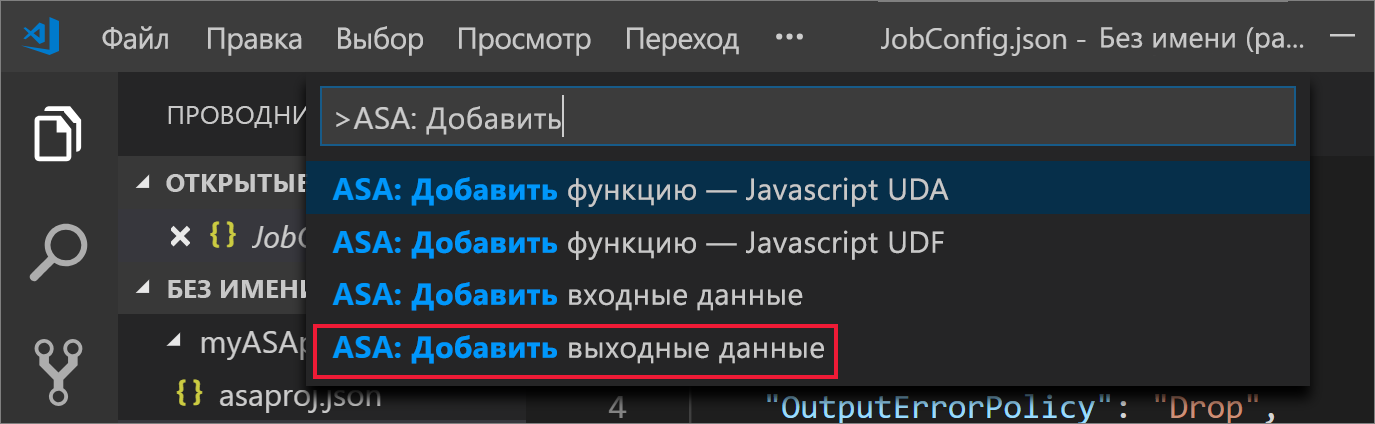 Файл Правка Выбор Просмотр Переход ··· JobConfig.json - Без имени (ра...
ПРОВОДНИ
>ASA: Добавить
ОТКРЫТЫЕ
ASA: Добавить функцию — Javascript UDA
{ } JobC
ASA: Добавить функцию — Javascript UDF
БЕЗ ИМЕНИ
ASA: Добавить входные данные
myASAp
ASA: Добавить выходные данные
{ } asaproj.json
4 "OutputErrorPolicy": "Drop",